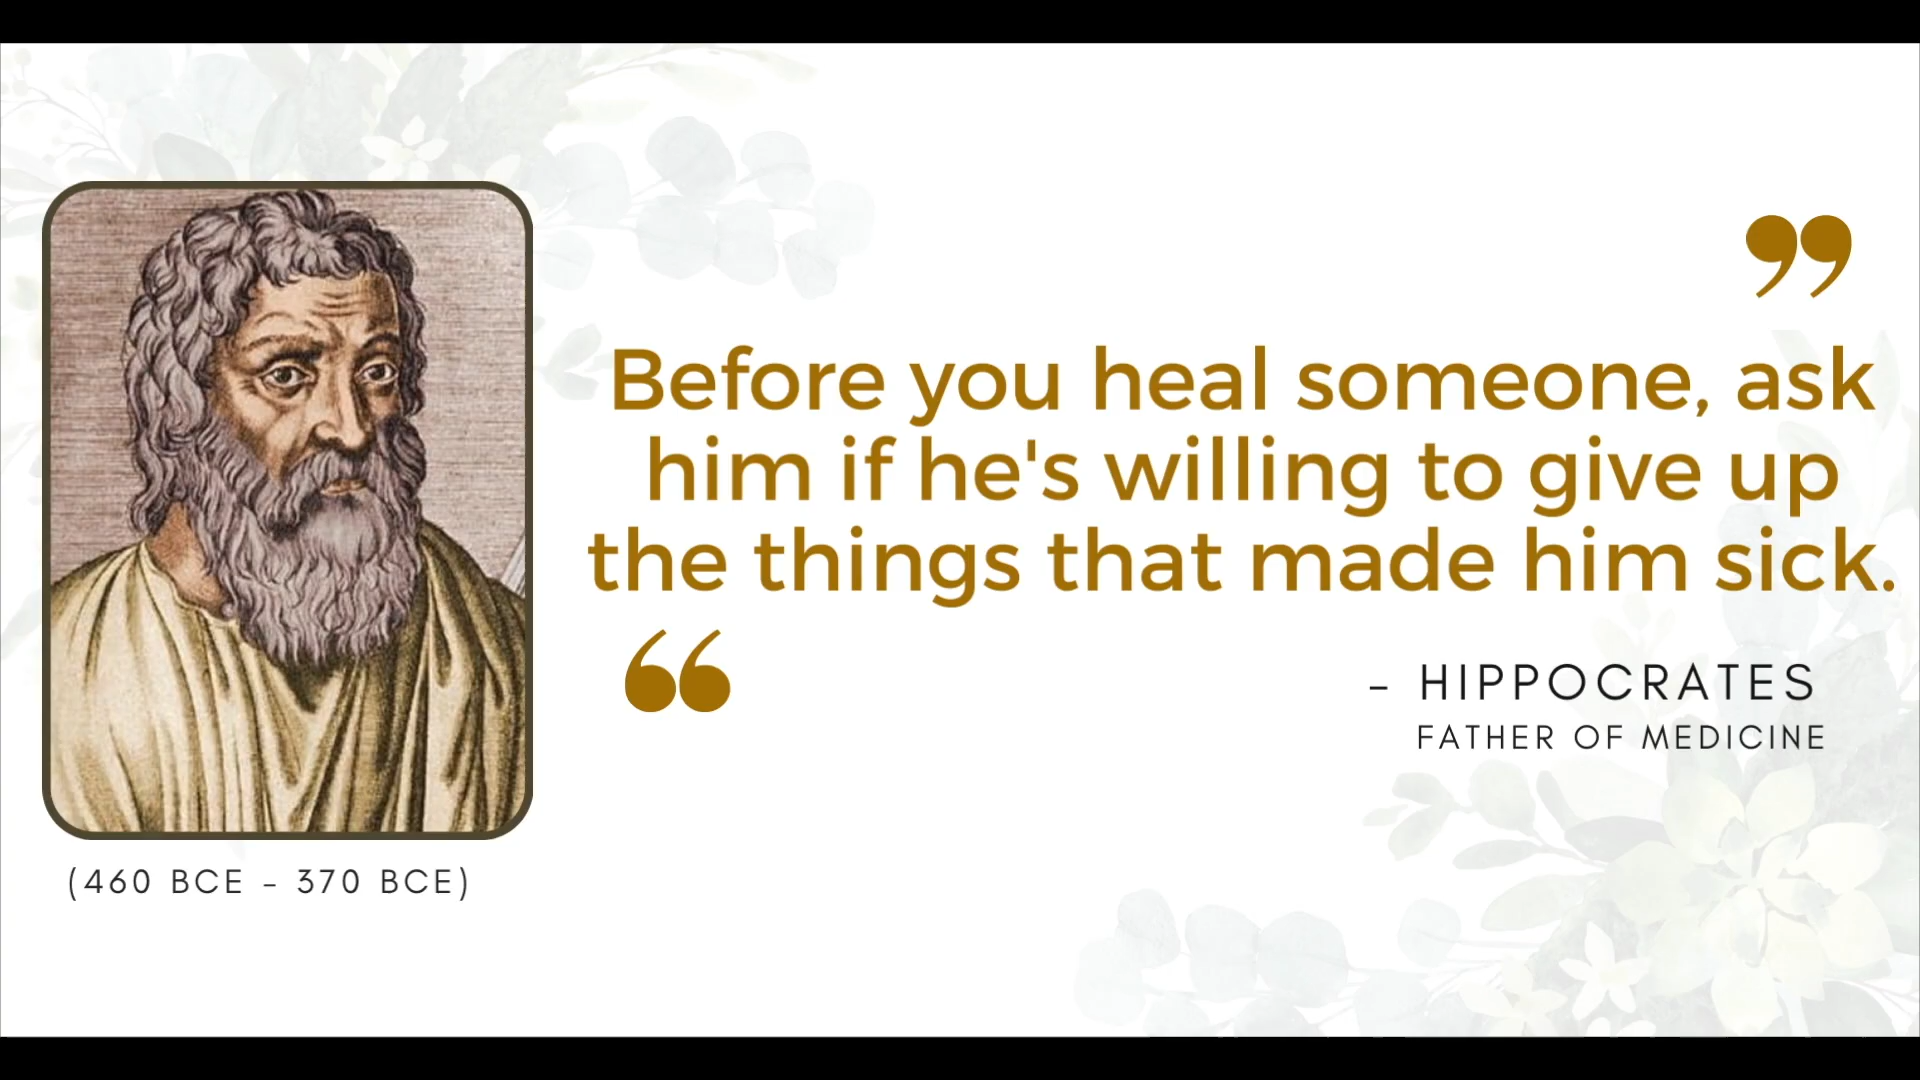 ”
Before you heal someone, ask
him if he's willing to give up
the things that made him sick.
“
– HIPPOCRATES
FATHER OF MEDICINE
(460 BCE – 370 BCE)